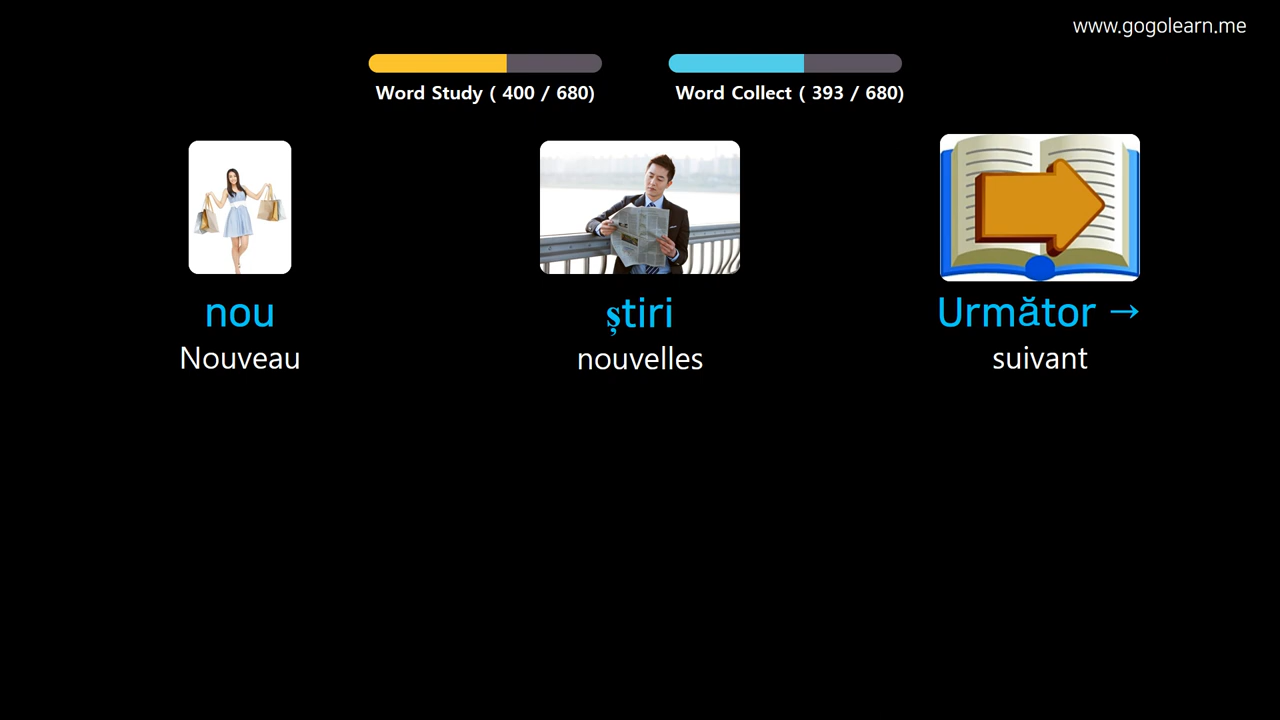 www.gogolearn.me
Word Study ( 400 / 680)
Word Collect ( 393 / 680)
nou
știri
Următor →
Nouveau
nouvelles
suivant